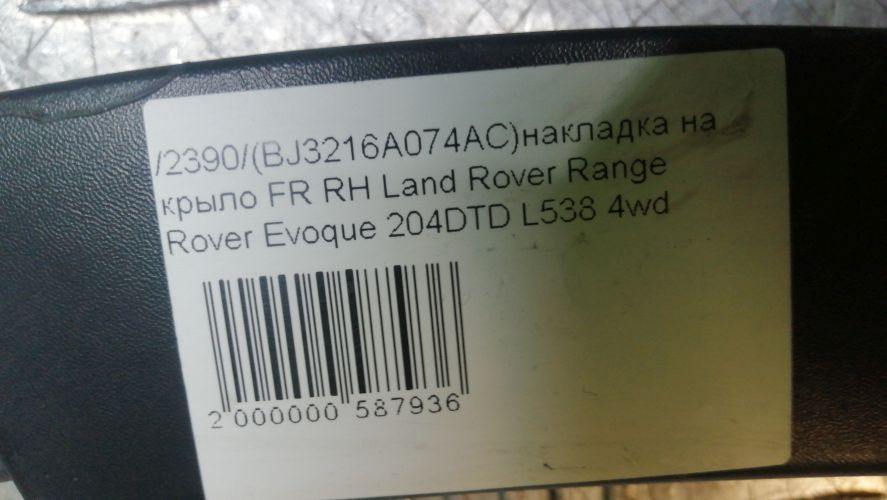 /2390/(BJ3216A074AC)накладка на
крыло FR RH Land Rover Range
Rover Evoque 204DTD L538 4wd
2 000000 587936